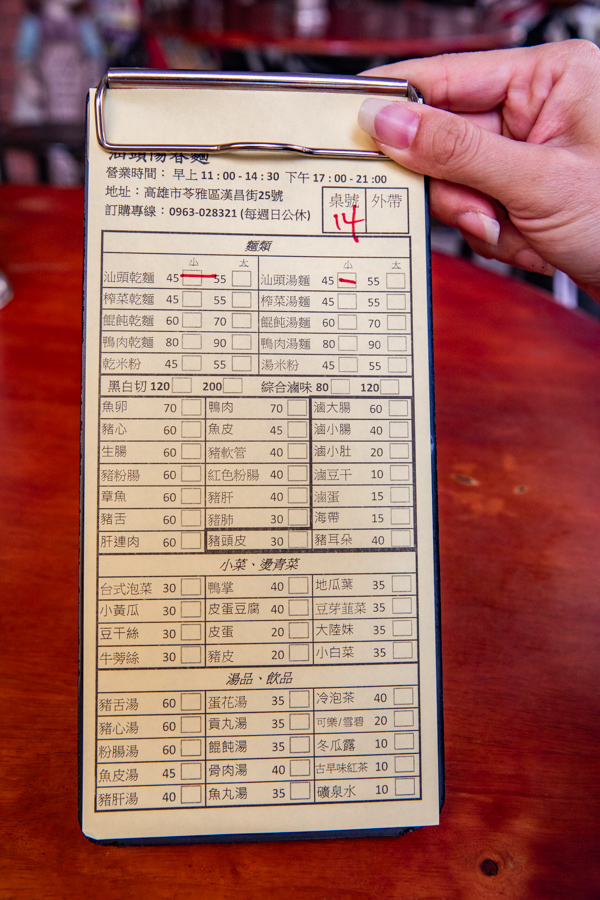 汕頭陽春麵
營業時間： 早上 11 : 00 - 14 : 30 下午 17 : 00 - 21 : 00
地址：高雄市苓雅區漢昌街25號
訂購專線：0963-028321 (每週日公休)
桌號 外帶
14
麵類
小 大 小 大
汕頭乾麵 45 55 汕頭湯麵 45 55
榨菜乾麵 45 55 榨菜湯麵 45 55
餛飩乾麵 60 70 餛飩湯麵 60 70
鴨肉乾麵 80 90 鴨肉湯麵 80 90
乾米粉 45 55 湯米粉 45 55
黑白切 120 200 綜合滷味 80 120
魚卵 70 鴨肉 70 滷大腸 60
豬心 60 魚皮 45 滷小腸 40
生腸 60 豬軟管 40 滷小肚 20
豬粉腸 60 紅色粉腸 40 滷豆干 10
章魚 60 豬肝 40 滷蛋 15
豬舌 60 豬肺 30 海帶 15
肝連肉 60 豬頭皮 30 豬耳朵 40
小菜、燙青菜
台式泡菜 30 鴨掌 40 地瓜葉 35
小黃瓜 30 皮蛋豆腐 40 豆芽韮菜 35
豆干絲 30 皮蛋 20 大陸妹 35
牛蒡絲 30 豬皮 20 小白菜 35
湯品、飲品
豬舌湯 60 蛋花湯 35 冷泡茶 40
豬心湯 60 貢丸湯 35 可樂/雪碧 20
粉腸湯 60 餛飩湯 35 冬瓜露 10
魚皮湯 45 骨肉湯 40 古早味紅茶 10
豬肝湯 40 魚丸湯 35 礦泉水 10